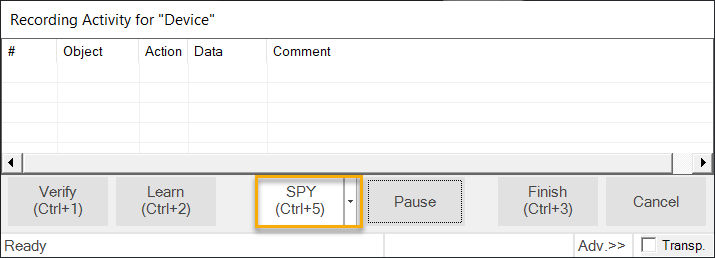 Recording Activity for "Device"
# Object Action Data Comment
Verify Learn SPY Pause Finish Cancel
(Ctrl+1) (Ctrl+2) (Ctrl+5) (Ctrl+3)
Ready Adv.>> Transp.